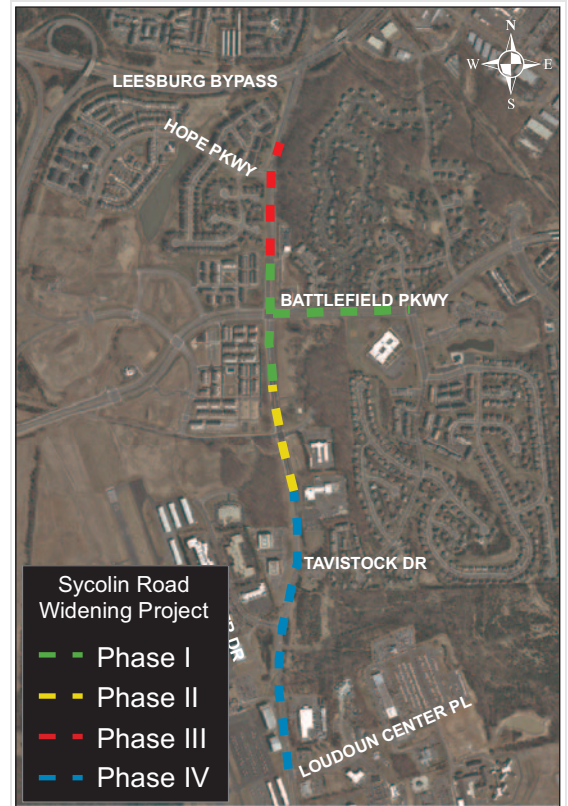 N
W E
S
LEESBURG BYPASS
HOPE PKWY
BATTLEFIELD PKWY
TAVISTOCK DR
DR
LOUDOUN CENTER PL
Sycolin Road
Widening Project
Phase I
Phase II
Phase III
Phase IV